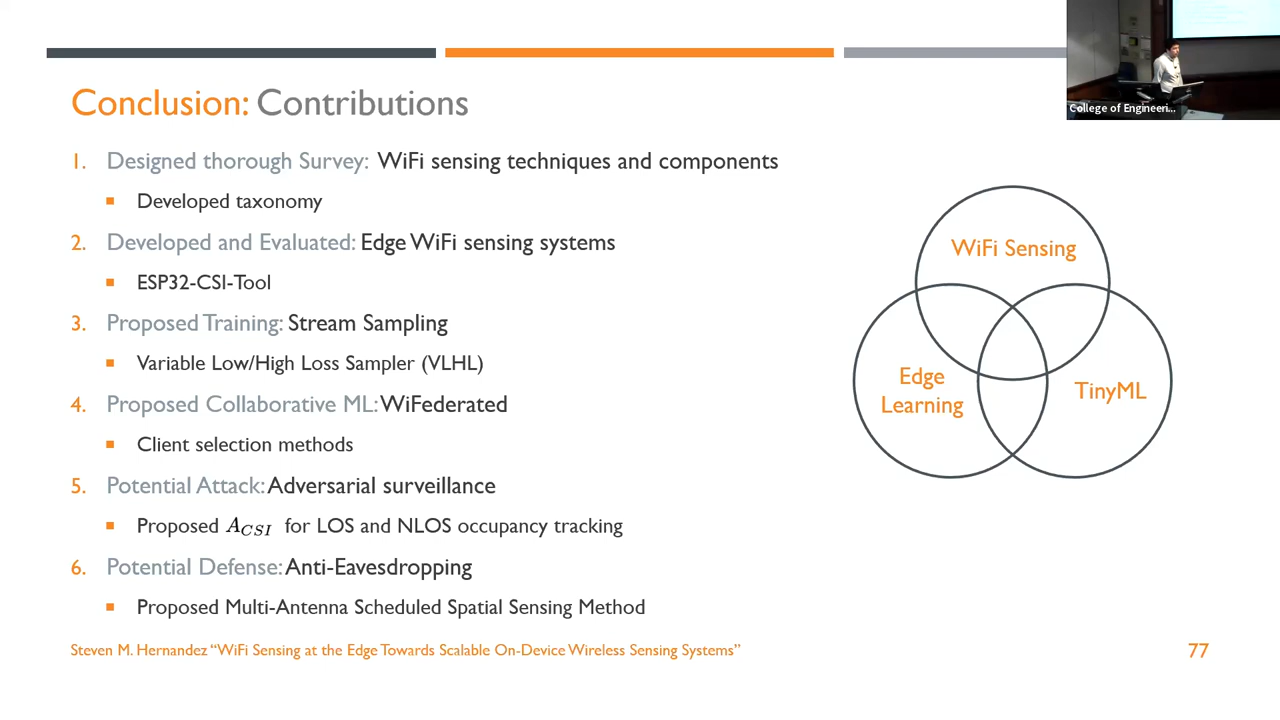 College of Engineeri...
Conclusion: Contributions
1. Designed thorough Survey: WiFi sensing techniques and components
■ Developed taxonomy
2. Developed and Evaluated: Edge WiFi sensing systems
■ ESP32-CSI-Tool
3. Proposed Training: Stream Sampling
■ Variable Low/High Loss Sampler (VLHL)
4. Proposed Collaborative ML: WiFederated
■ Client selection methods
5. Potential Attack: Adversarial surveillance
■ Proposed A_CSI for LOS and NLOS occupancy tracking
6. Potential Defense: Anti-Eavesdropping
■ Proposed Multi-Antenna Scheduled Spatial Sensing Method
WiFi Sensing
Edge
Learning
TinyML
Steven M. Hernandez “WiFi Sensing at the Edge Towards Scalable On-Device Wireless Sensing Systems”
77